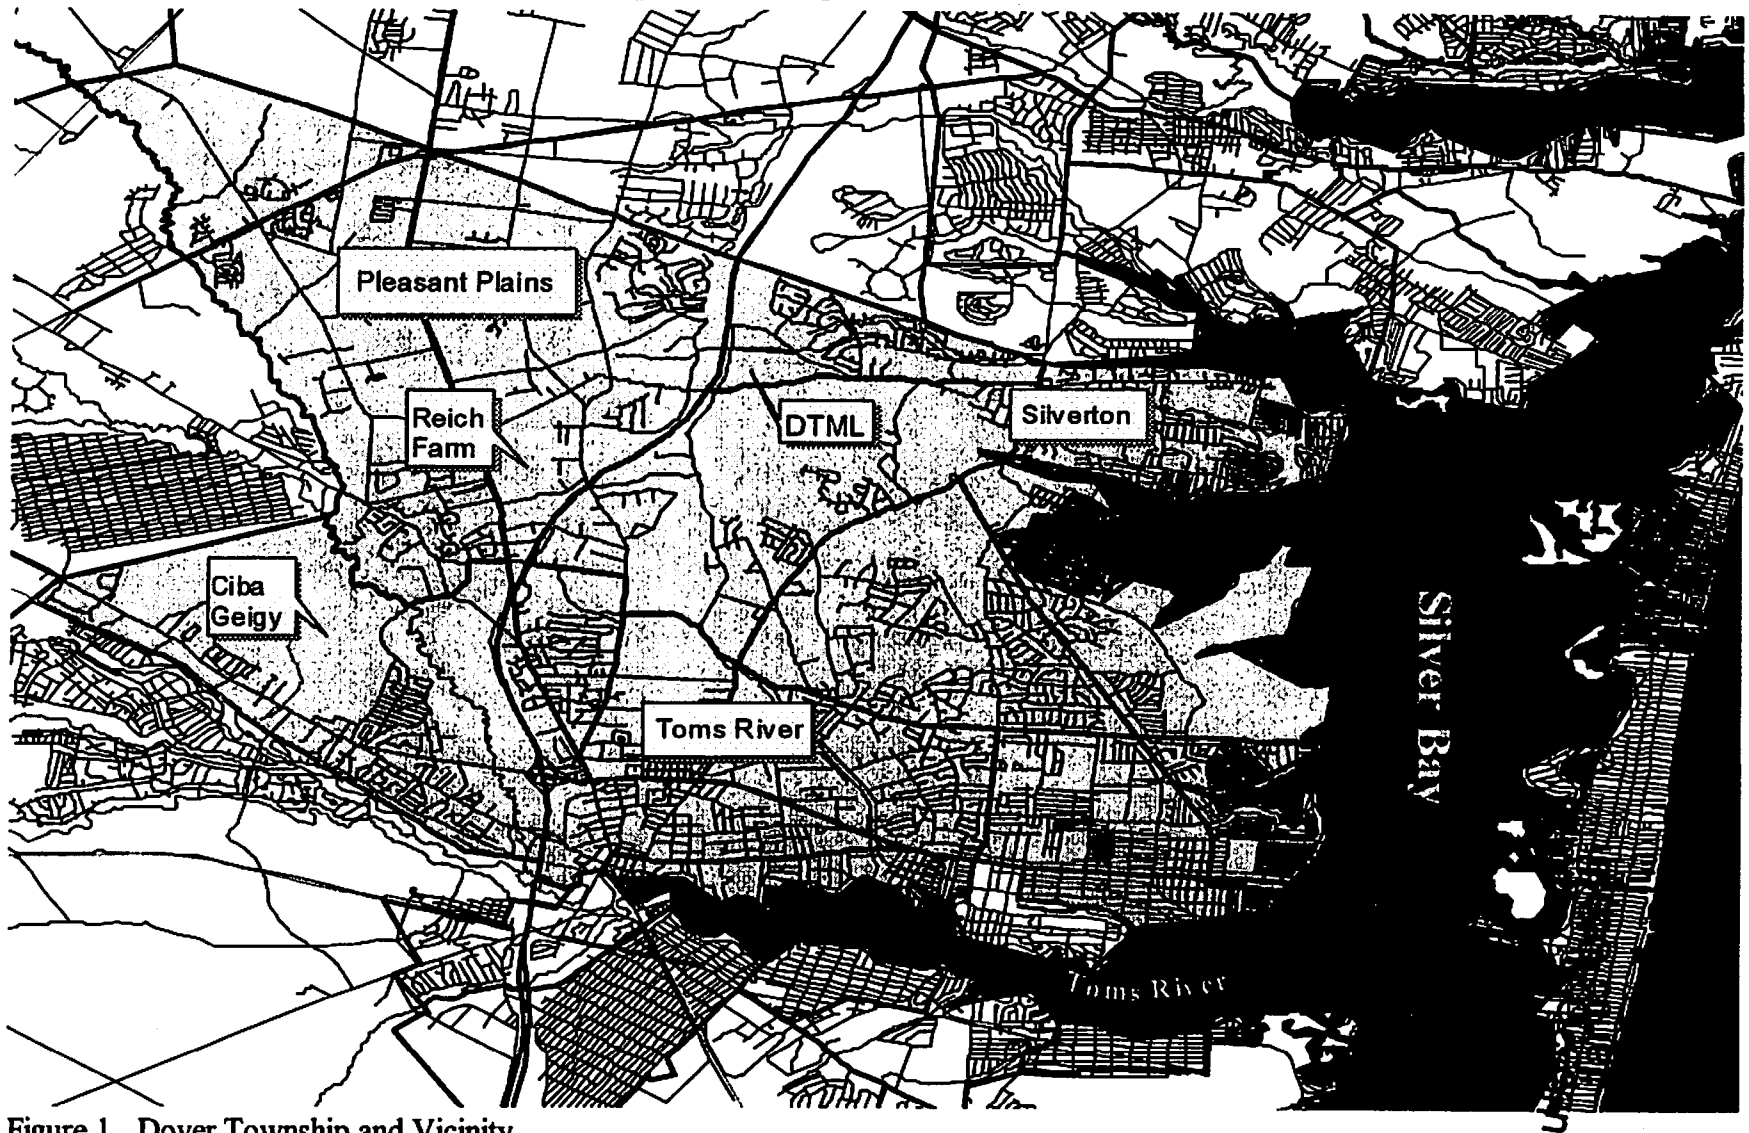 Pleasant Plains
Reich
Farm
DTML
Silverton
Ciba
Geigy
Silver Bay
Toms River
Toms River
Figure 1. Dover Township and Vicinity